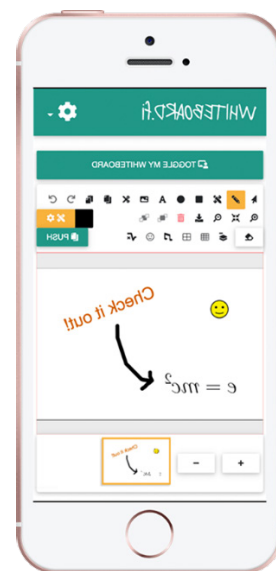 WHITEBOARD.fi
TOGGLE MY WHITEBOARD
A
PUSH
Check it out!
e = mc²
- +